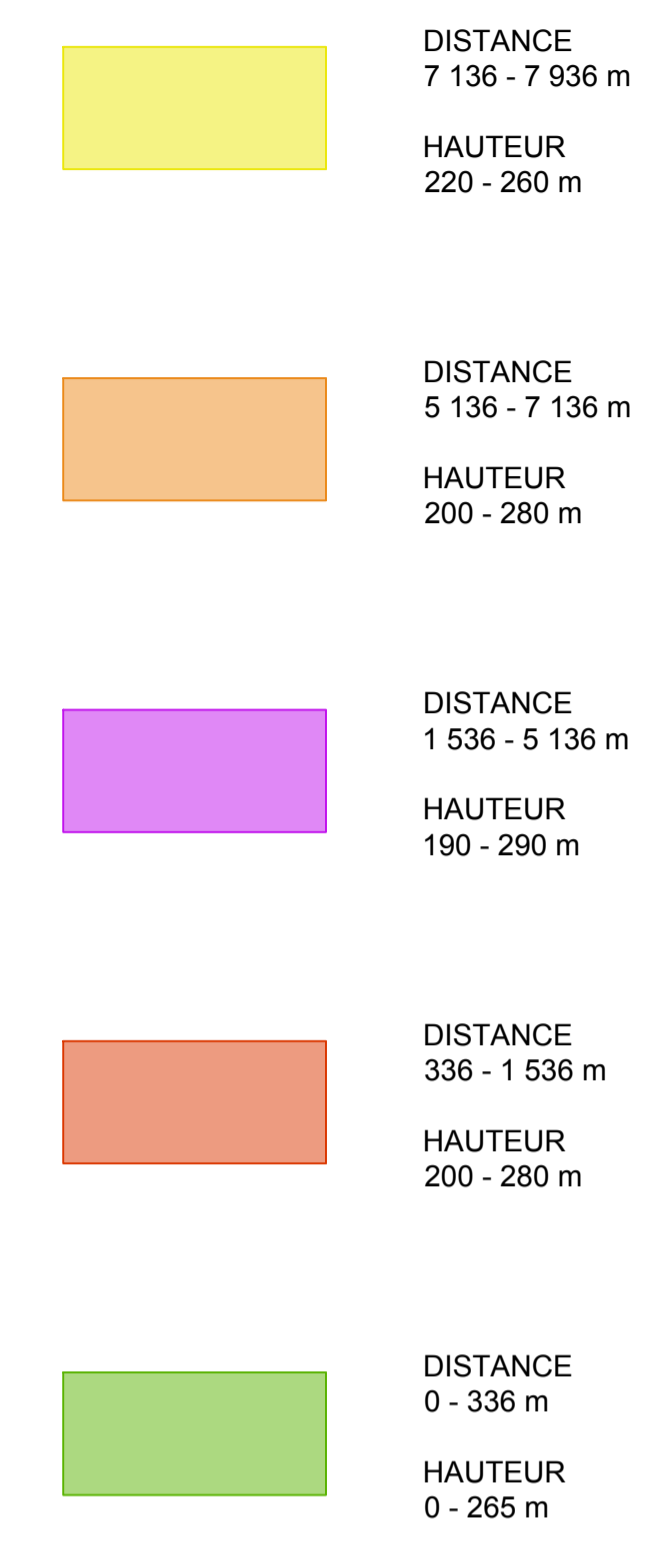 DISTANCE
7 136 - 7 936 m
HAUTEUR
220 - 260 m
DISTANCE
5 136 - 7 136 m
HAUTEUR
200 - 280 m
DISTANCE
1 536 - 5 136 m
HAUTEUR
190 - 290 m
DISTANCE
336 - 1 536 m
HAUTEUR
200 - 280 m
DISTANCE
0 - 336 m
HAUTEUR
0 - 265 m